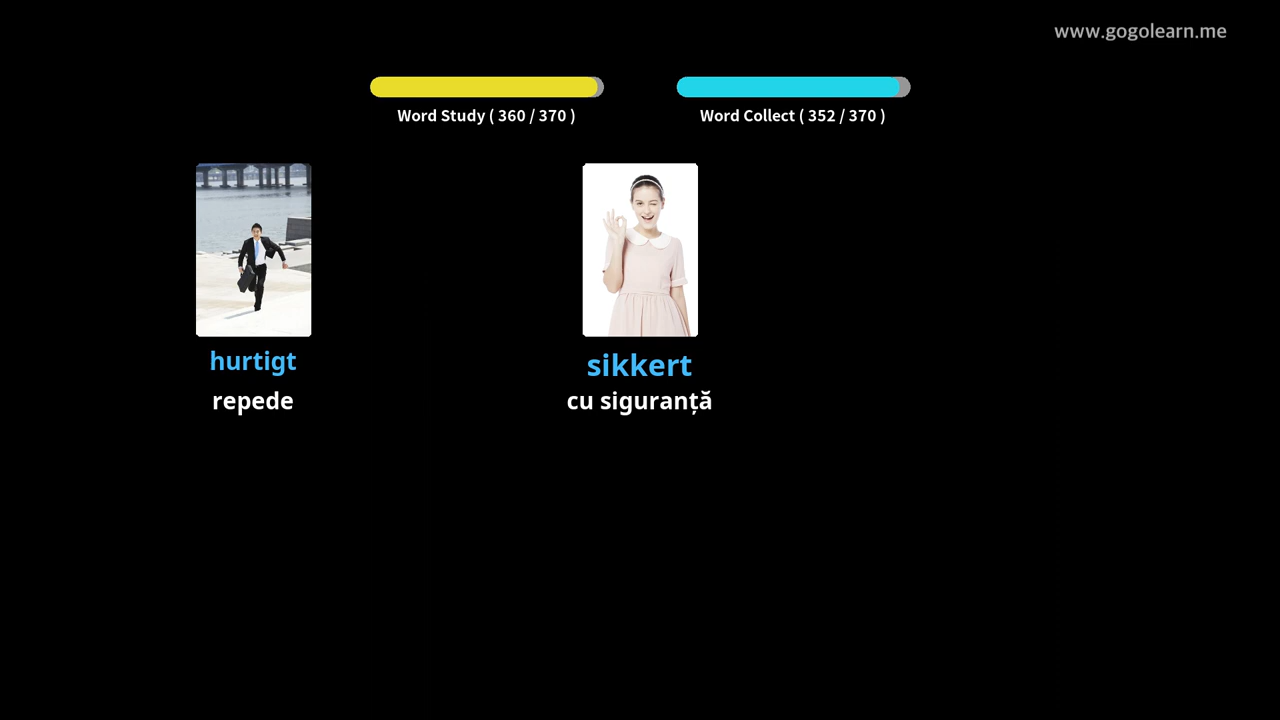 www.gogolearn.me
Word Study ( 360 / 370 )
Word Collect ( 352 / 370 )
hurtigt
repede
sikkert
cu siguranță